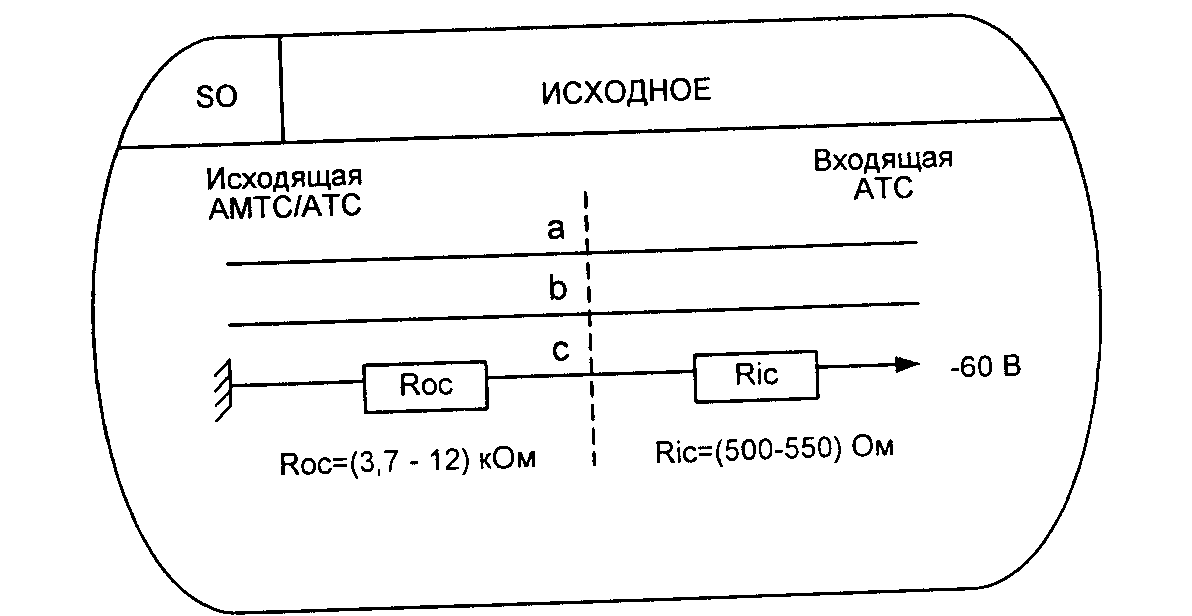 SO
ИСХОДНОЕ
Исходящая
АМТС/АТС
Входящая
АТС
a
b
c
Roc
Ric
-60 В
Roc=(3,7 - 12) кОм
Ric=(500-550) Ом